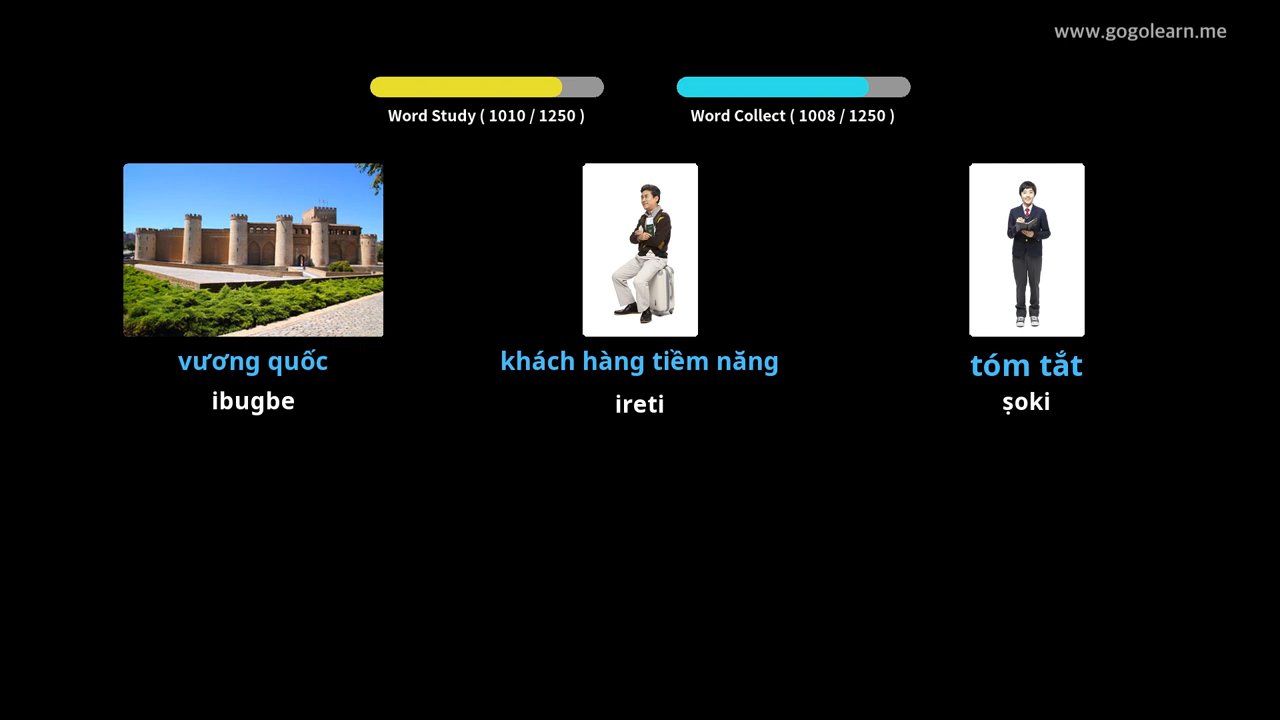 www.gogolearn.me
Word Study ( 1010 / 1250 )
Word Collect ( 1008 / 1250 )
vương quốc
khách hàng tiềm năng
tóm tắt
ibugbe
ireti
ṣoki